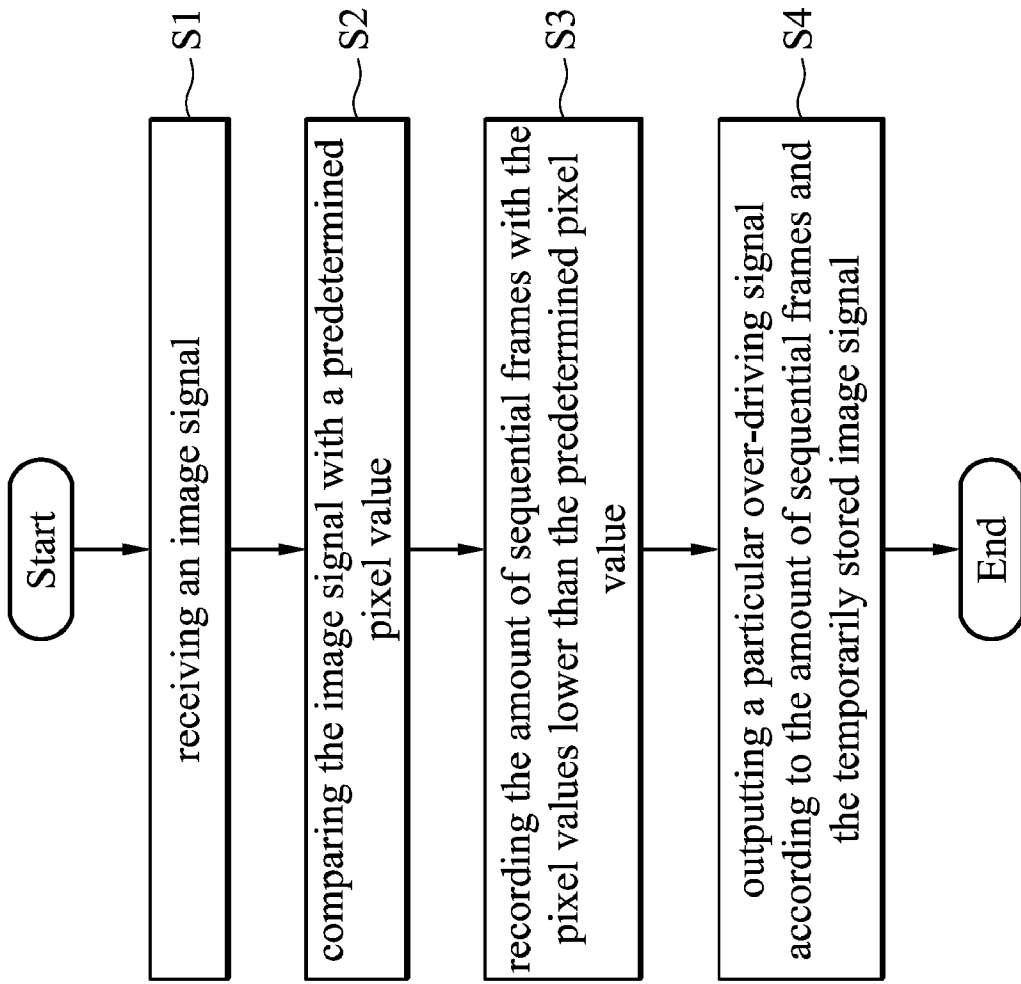 Start
receiving an image signal
S1
comparing the image signal with a predetermined
pixel value
S2
recording the amount of sequential frames with the
pixel values lower than the predetermined pixel
value
S3
outputting a particular over-driving signal
according to the amount of sequential frames and
the temporarily stored image signal
S4
End